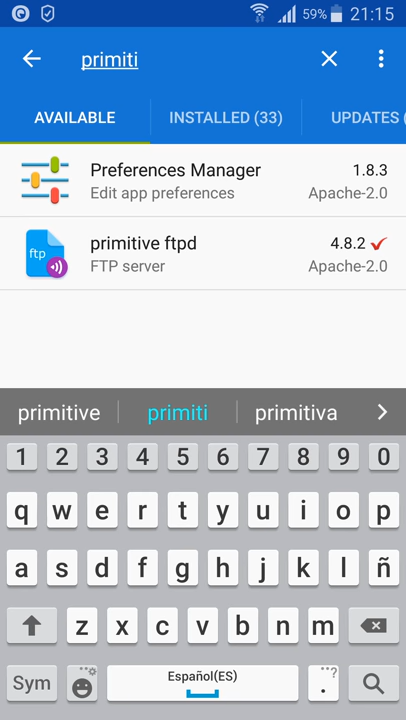 59% 21:15
primiti
AVAILABLE INSTALLED (33) UPDATES (
Preferences Manager 1.8.3
Edit app preferences Apache-2.0
ftp primitive ftpd 4.8.2
FTP server Apache-2.0
primitive primiti primitiva
1 2 3 4 5 6 7 8 9 0
q w e r t y u i o p
a s d f g h j k l ñ
z x c v b n m
Sym Español(ES) . ?